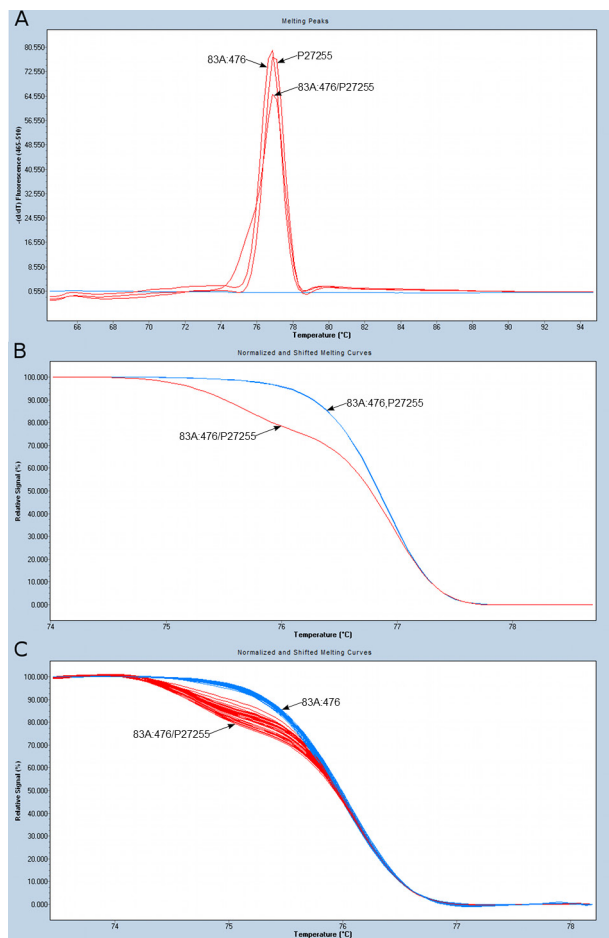 A
Melting Peaks
80.550
72.550
64.550
56.550
48.550
40.550
32.550
24.550
16.550
8.550
0.550
-(d/dT) Fluorescence (465-510)
83A:476
P27255
83A:476/P27255
66 68 70 72 74 76 78 80 82 84 86 88 90 92 94
Temperature (°C)
B
Normalized and Shifted Melting Curves
100.000
90.000
80.000
70.000
60.000
50.000
40.000
30.000
20.000
10.000
0.000
Relative Signal (%)
83A:476,P27255
83A:476/P27255
74 75 76 77 78
Temperature (°C)
C
Normalized and Shifted Melting Curves
100.000
90.000
80.000
70.000
60.000
50.000
40.000
30.000
20.000
10.000
0.000
Relative Signal (%)
83A:476
83A:476/P27255
74 75 76 77 78
Temperature (°C)